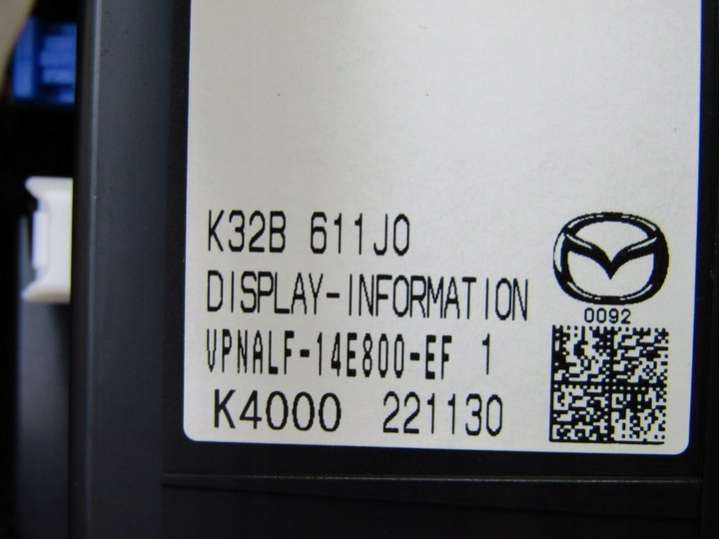 K32B 611J0
DISPLAY-INFORMATION
VPNALF-14E800-EF 1
K4000 221130
0092